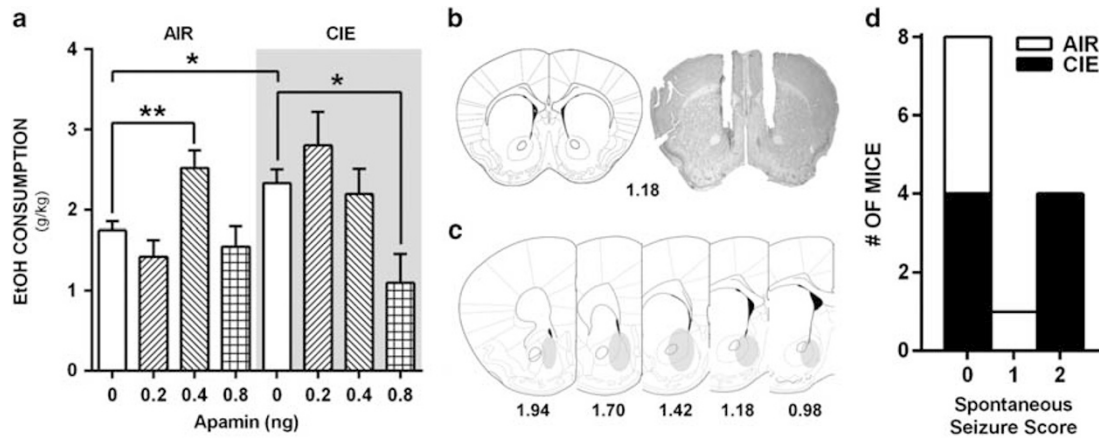 a
AIR CIE
4
3
2
1
0
EtOH CONSUMPTION
(g/kg)
*
**
*
0 0.2 0.4 0.8 0 0.2 0.4 0.8
Apamin (ng)
b
1.18
c
1.94 1.70 1.42 1.18 0.98
d
AIR
CIE
8
6
4
2
0
# OF MICE
0 1 2
Spontaneous
Seizure Score